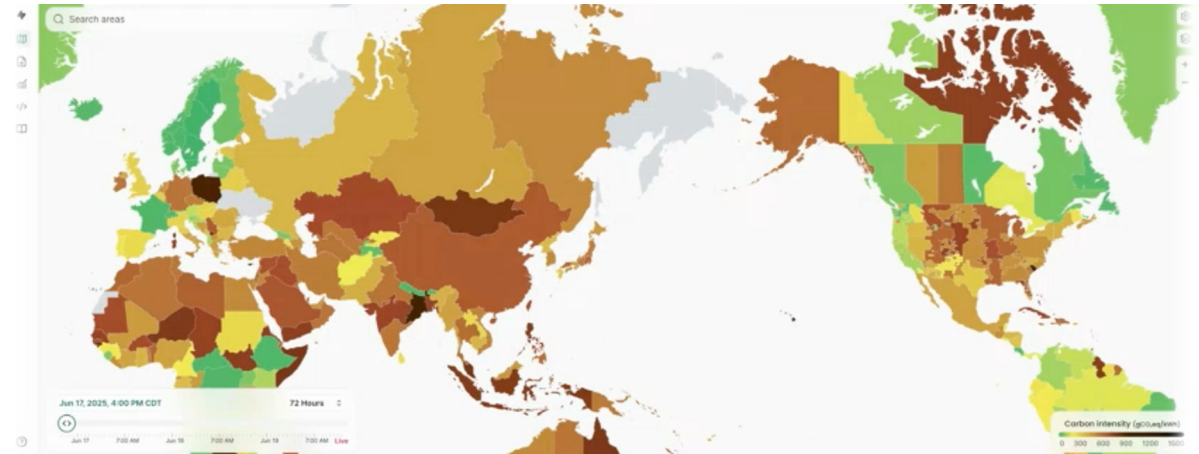 Search areas
Jun 17, 2025, 4:00 PM CDT
72 Hours
Jun 17 7:00 AM Jun 18 7:00 AM Jun 19 7:00 AM Live
Carbon intensity (gCO₂eq/kWh)
0 300 600 900 1200 1500